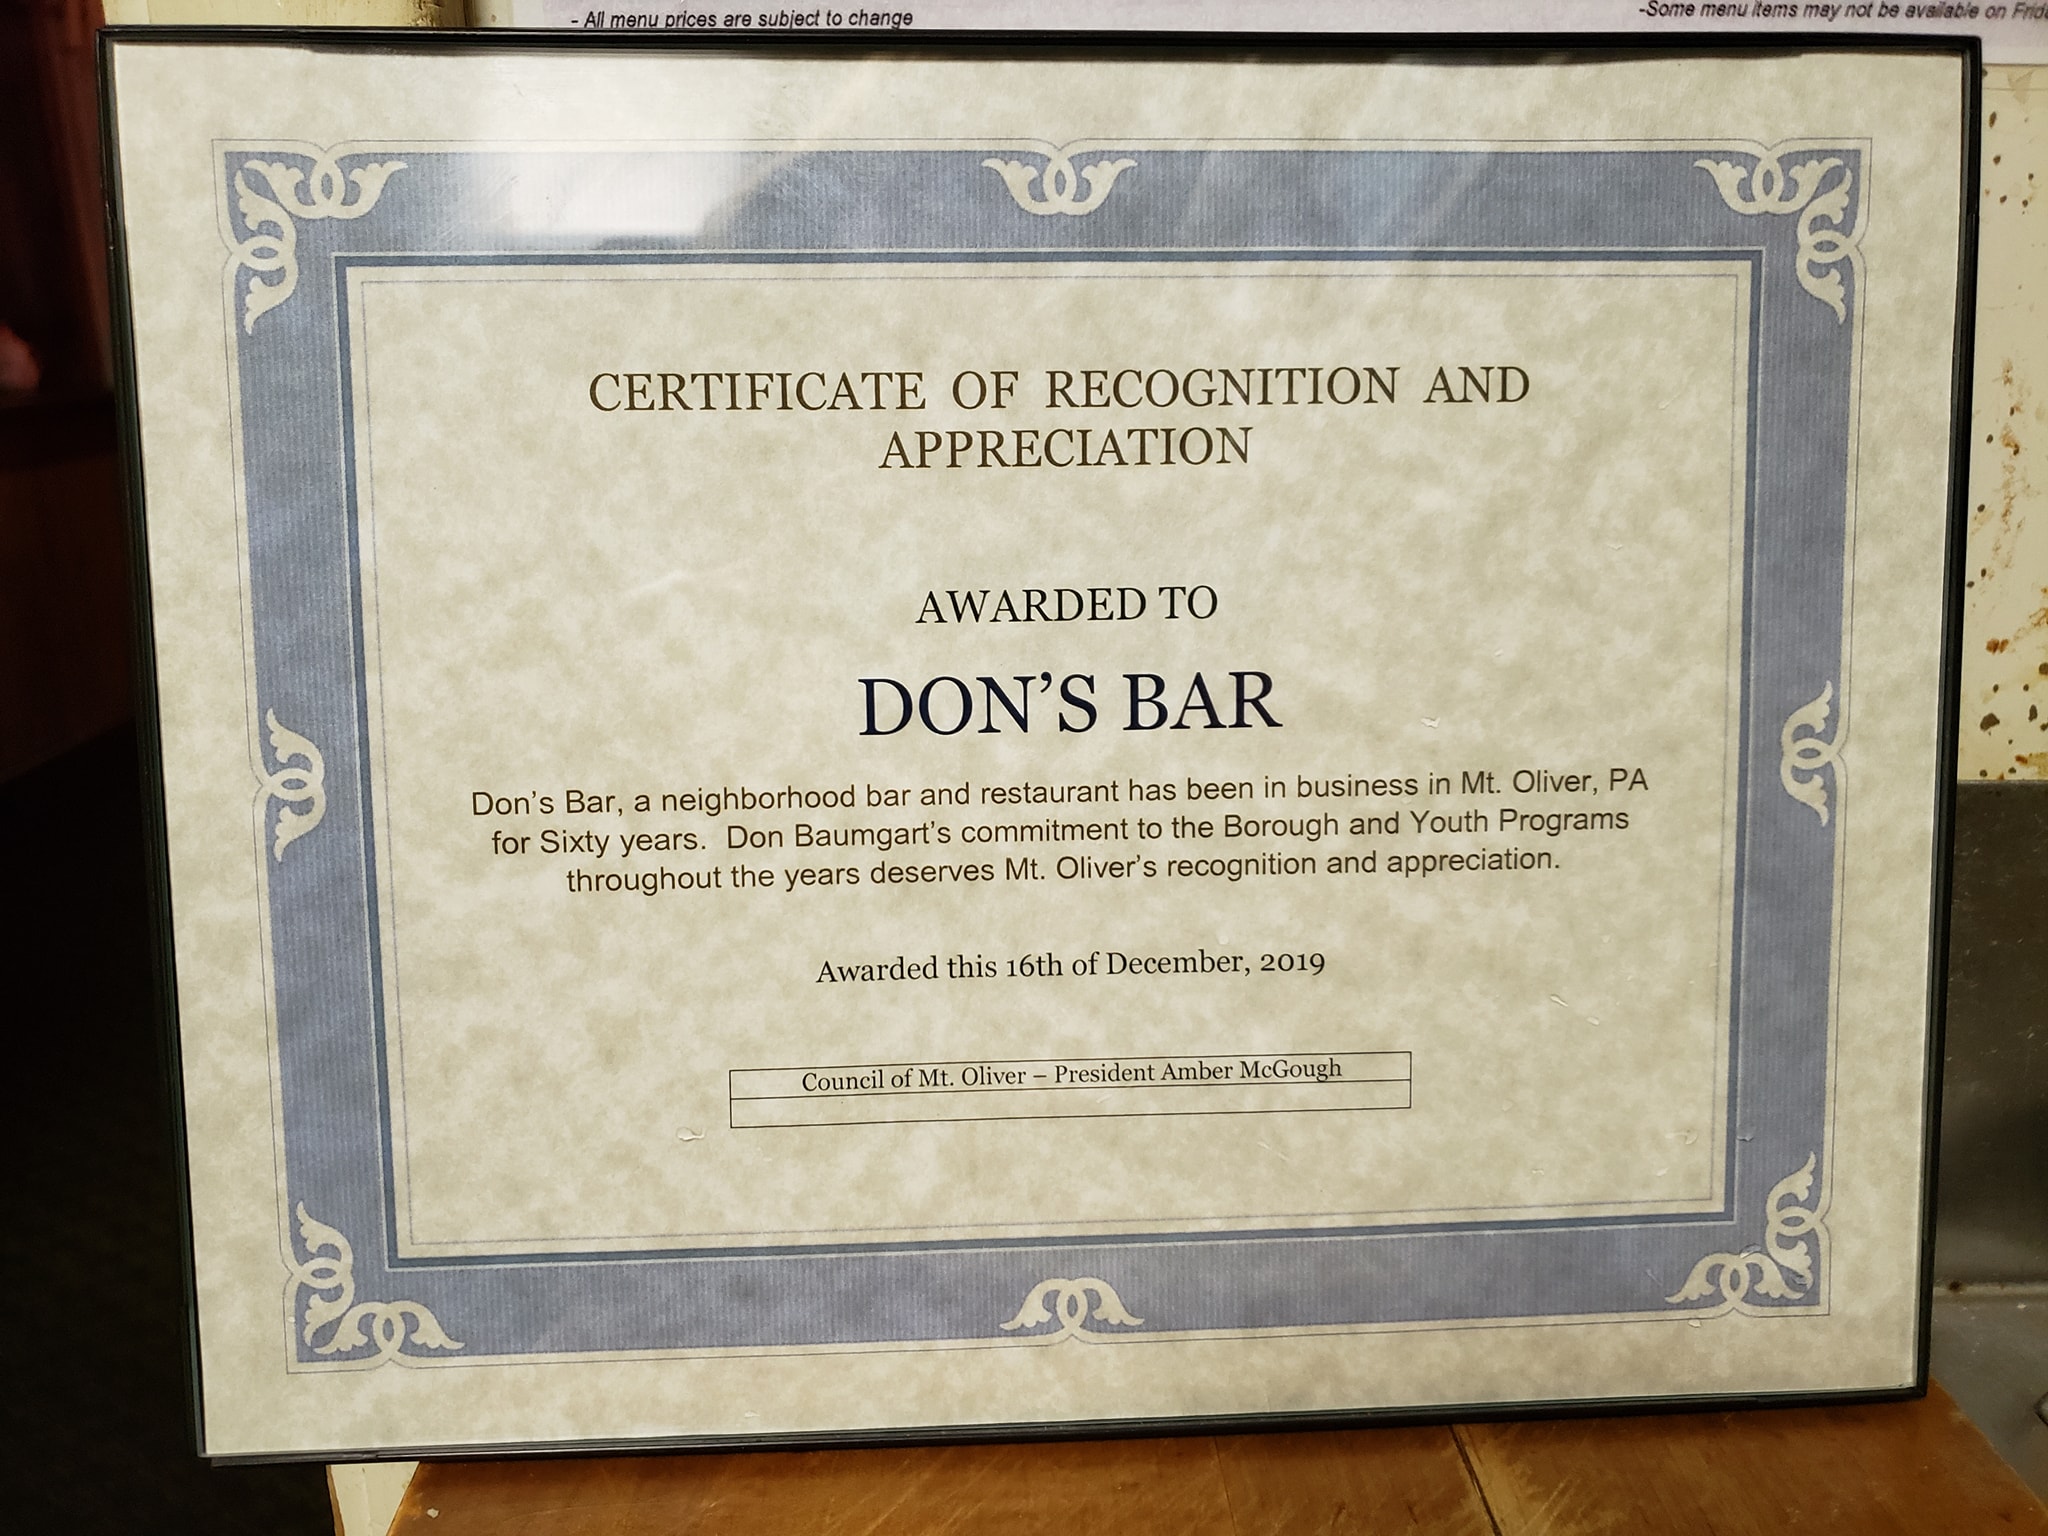 - All menu prices are subject to change
-Some menu items may not be available on
CERTIFICATE OF RECOGNITION AND
APPRECIATION
AWARDED TO
DON'S BAR
Don's Bar, a neighborhood bar and restaurant has been in business in Mt. Oliver, PA
for Sixty years. Don Baumgart's commitment to the Borough and Youth Programs
throughout the years deserves Mt. Oliver's recognition and appreciation.
Awarded this 16th of December, 2019
Council of Mt. Oliver – President Amber McGough